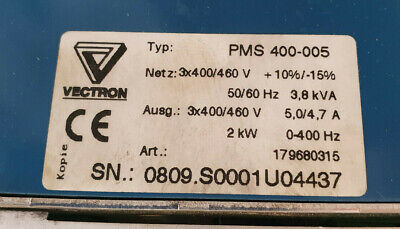 Typ: PMS 400-005
Netz: 3x400/460 V +10%/-15%
50/60 Hz 3,8 kVA
VECTRON
Ausg.: 3x400/460 V 5,0/4,7 A
2 kW 0-400 Hz
CE
Kopie
Art.: 179680315
SN.: 0809.S0001U04437